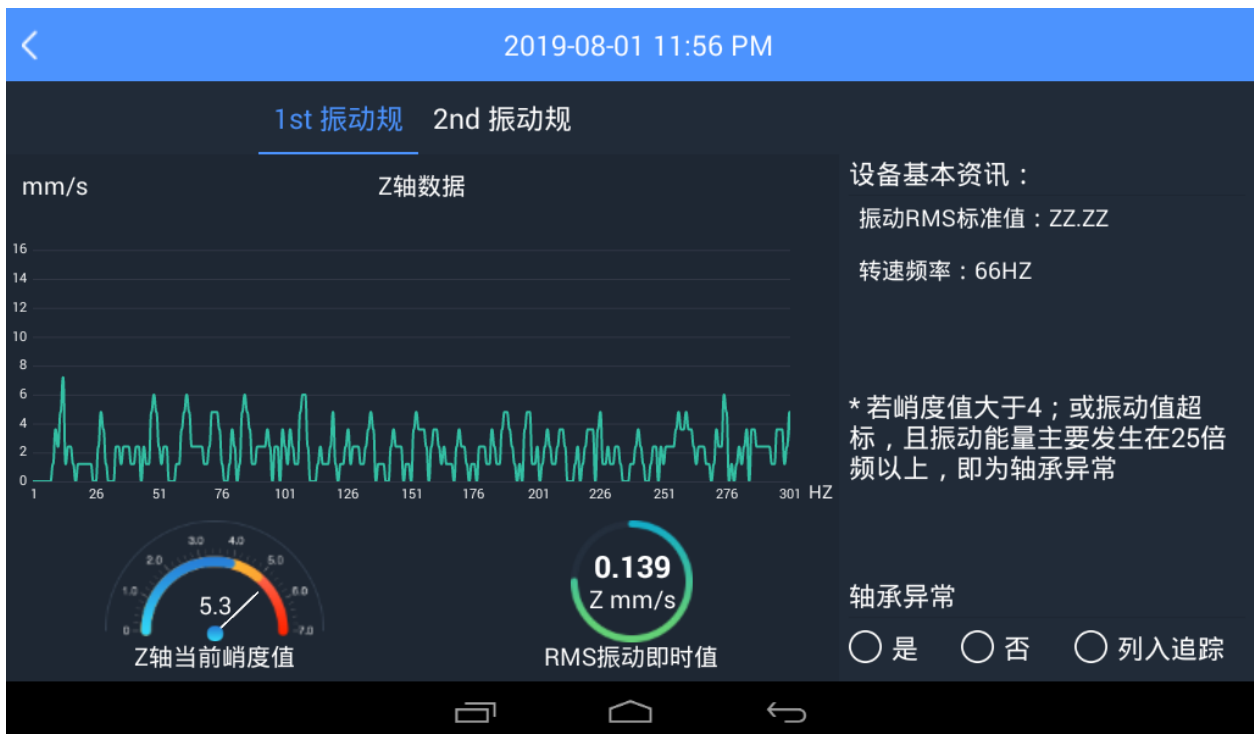 2019-08-01 11:56 PM
1st 振动规 2nd 振动规
mm/s Z轴数据
16
14
12
10
8
6
4
2
0
1 26 51 76 101 126 151 176 201 226 251 276 301 HZ
0 1.0 2.0 3.0 4.0 5.0 6.0 7.0
5.3
Z轴当前峭度值
0.139
Z mm/s
RMS振动即时值
设备基本资讯：
振动RMS标准值：ZZ.ZZ
转速频率：66HZ
* 若峭度值大于4；或振动值超
标，且振动能量主要发生在25倍
频以上，即为轴承异常
轴承异常
是 否 列入追踪